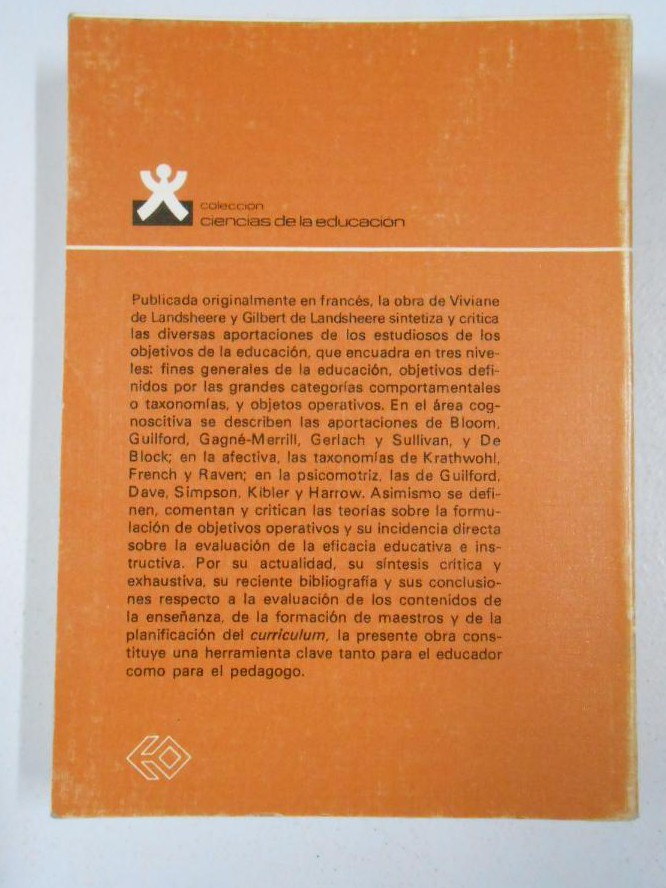 colección
ciencias de la educación
Publicada originalmente en francés, la obra de Viviane
de Landsheere y Gilbert de Landsheere sintetiza y critica
las diversas aportaciones de los estudiosos de los
objetivos de la educación, que encuadra en tres nive-
les: fines generales de la educación, objetivos defi-
nidos por las grandes categorías comportamentales
o taxonomías, y objetos operativos. En el área cog-
noscitiva se describen las aportaciones de Bloom,
Guilford, Gagné-Merrill, Gerlach y Sullivan, y De
Block; en la afectiva, las taxonomías de Krathwohl,
French y Raven; en la psicomotriz, las de Guilford,
Dave, Simpson, Kibler y Harrow. Asimismo se defi-
nen, comentan y critican las teorías sobre la formu-
lación de objetivos operativos y su incidencia directa
sobre la evaluación de la eficacia educativa e ins-
tructiva. Por su actualidad, su síntesis crítica y
exhaustiva, su reciente bibliografía y sus conclusio-
nes respecto a la evaluación de los contenidos de
la enseñanza, de la formación de maestros y de la
planificación del curriculum, la presente obra cons-
tituye una herramienta clave tanto para el educador
como para el pedagogo.